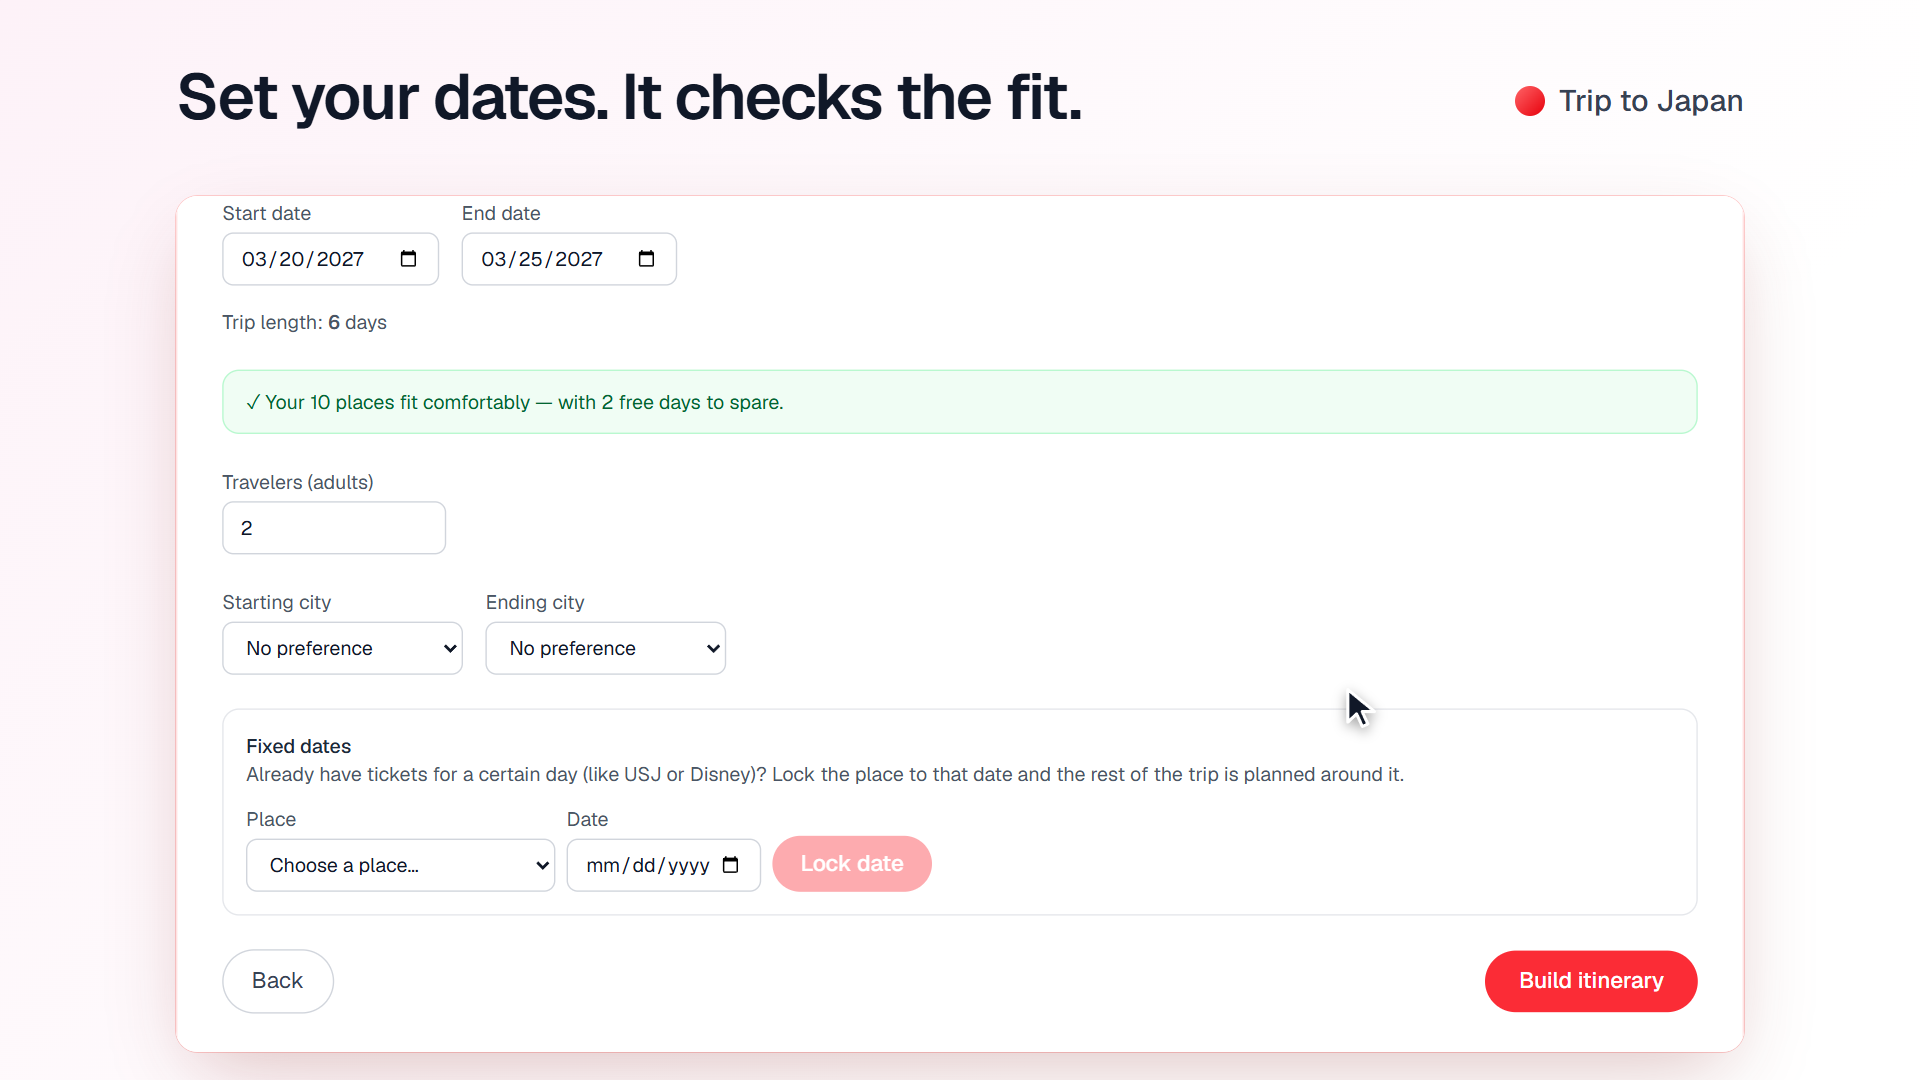 Set your dates. It checks the fit.
Trip to Japan
Start date
End date
03/20/2027
03/25/2027
Trip length: 6 days
✓ Your 10 places fit comfortably — with 2 free days to spare.
Travelers (adults)
2
Starting city
Ending city
No preference
No preference
Fixed dates
Already have tickets for a certain day (like USJ or Disney)? Lock the place to that date and the rest of the trip is planned around it.
Place
Date
Choose a place...
mm/dd/yyyy
Lock date
Back
Build itinerary